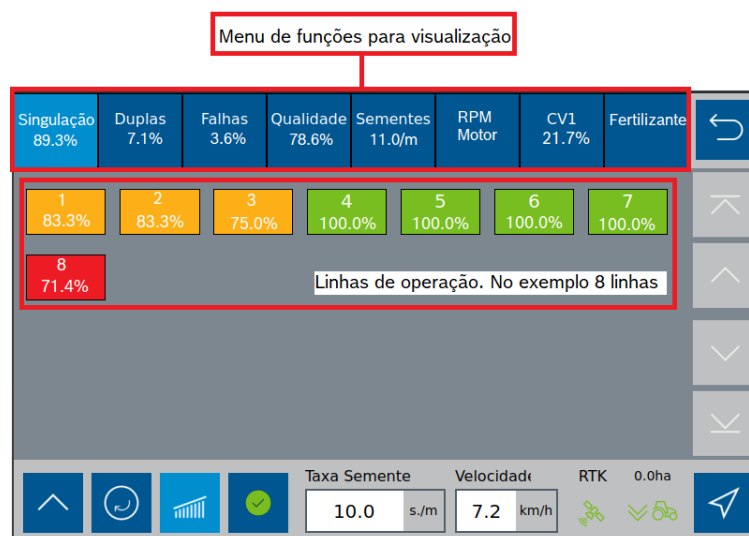 Menu de funções para visualização
Singulação Duplas Falhas Qualidade Sementes RPM CV1 Fertilizante
89.3% 7.1% 3.6% 78.6% 11.0/m Motor 21.7%
1 2 3 4 5 6 7
83.3% 83.3% 75.0% 100.0% 100.0% 100.0% 100.0%
8
71.4%
Linhas de operação. No exemplo 8 linhas
Taxa Semente Velocidade RTK 0.0ha
10.0 s./m 7.2 km/h